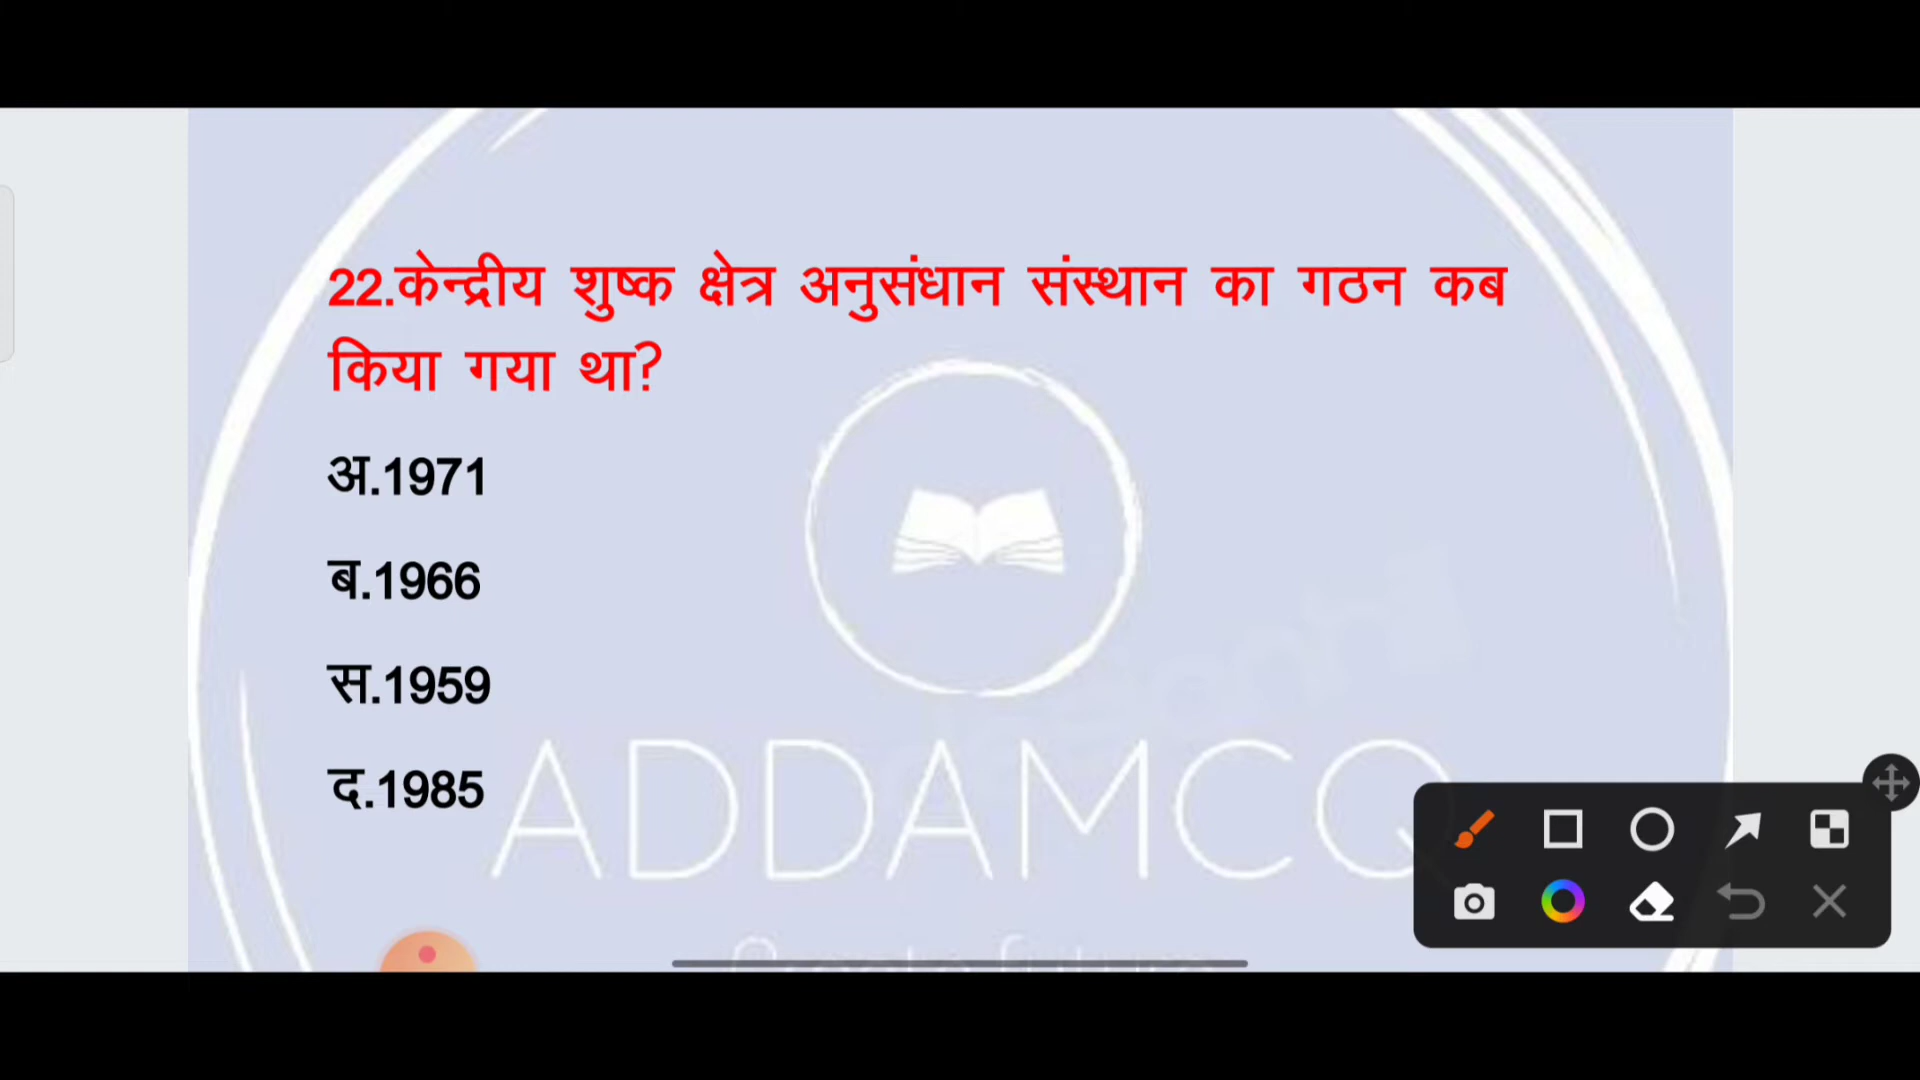 22.केन्द्रीय शुष्क क्षेत्र अनुसंधान संस्थान का गठन कब
किया गया था?
अ.1971
ब.1966
स.1959
द.1985
ADDAMCQ